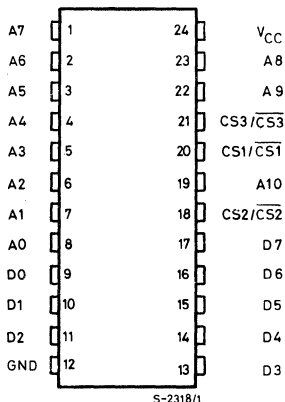 A7 1 24 VCC
A6 2 23 A8
A5 3 22 A9
A4 4 21 CS3/CS3
A3 5 20 CS1/CS1
A2 6 19 A10
A1 7 18 CS2/CS2
A0 8 17 D7
D0 9 16 D6
D1 10 15 D5
D2 11 14 D4
GND 12 13 D3
S-2318/1